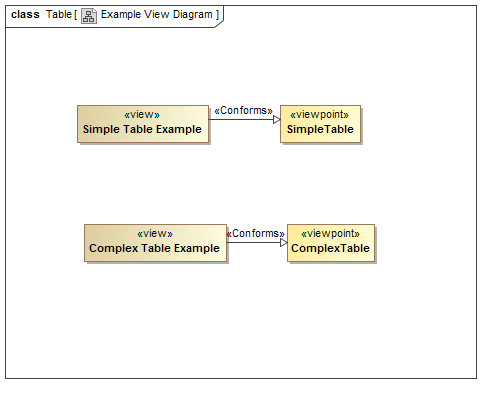 class Table [ Example View Diagram ]
«view»
Simple Table Example
«Conforms»
«viewpoint»
SimpleTable
«view»
Complex Table Example
«Conforms»
«viewpoint»
ComplexTable